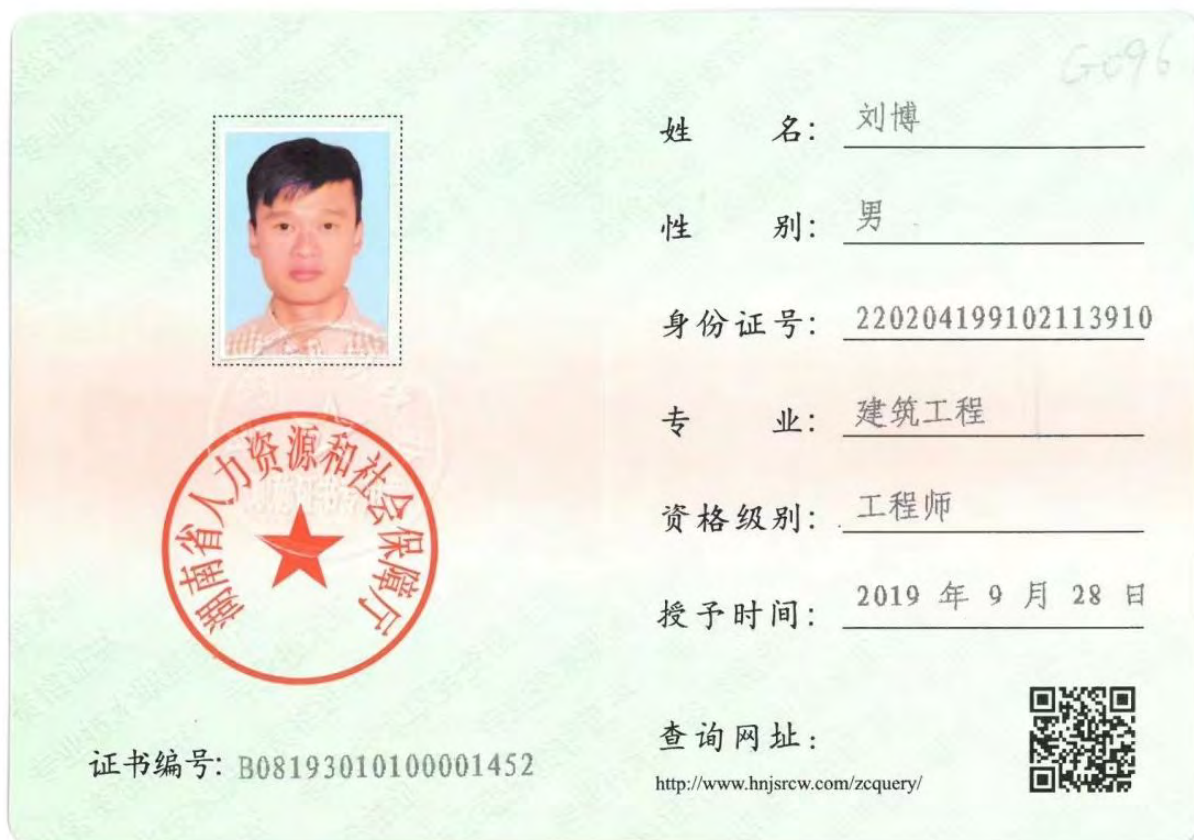 G096
姓 名： 刘博
性 别： 男
身份证号： 220204199102113910
专 业： 建筑工程
资格级别： 工程师
授予时间： 2019 年 9 月 28 日
湖南省人力资源和社会保障厅
证书编号： B08193010100001452
查询网址：
http://www.hnjsrcw.com/zcquery/